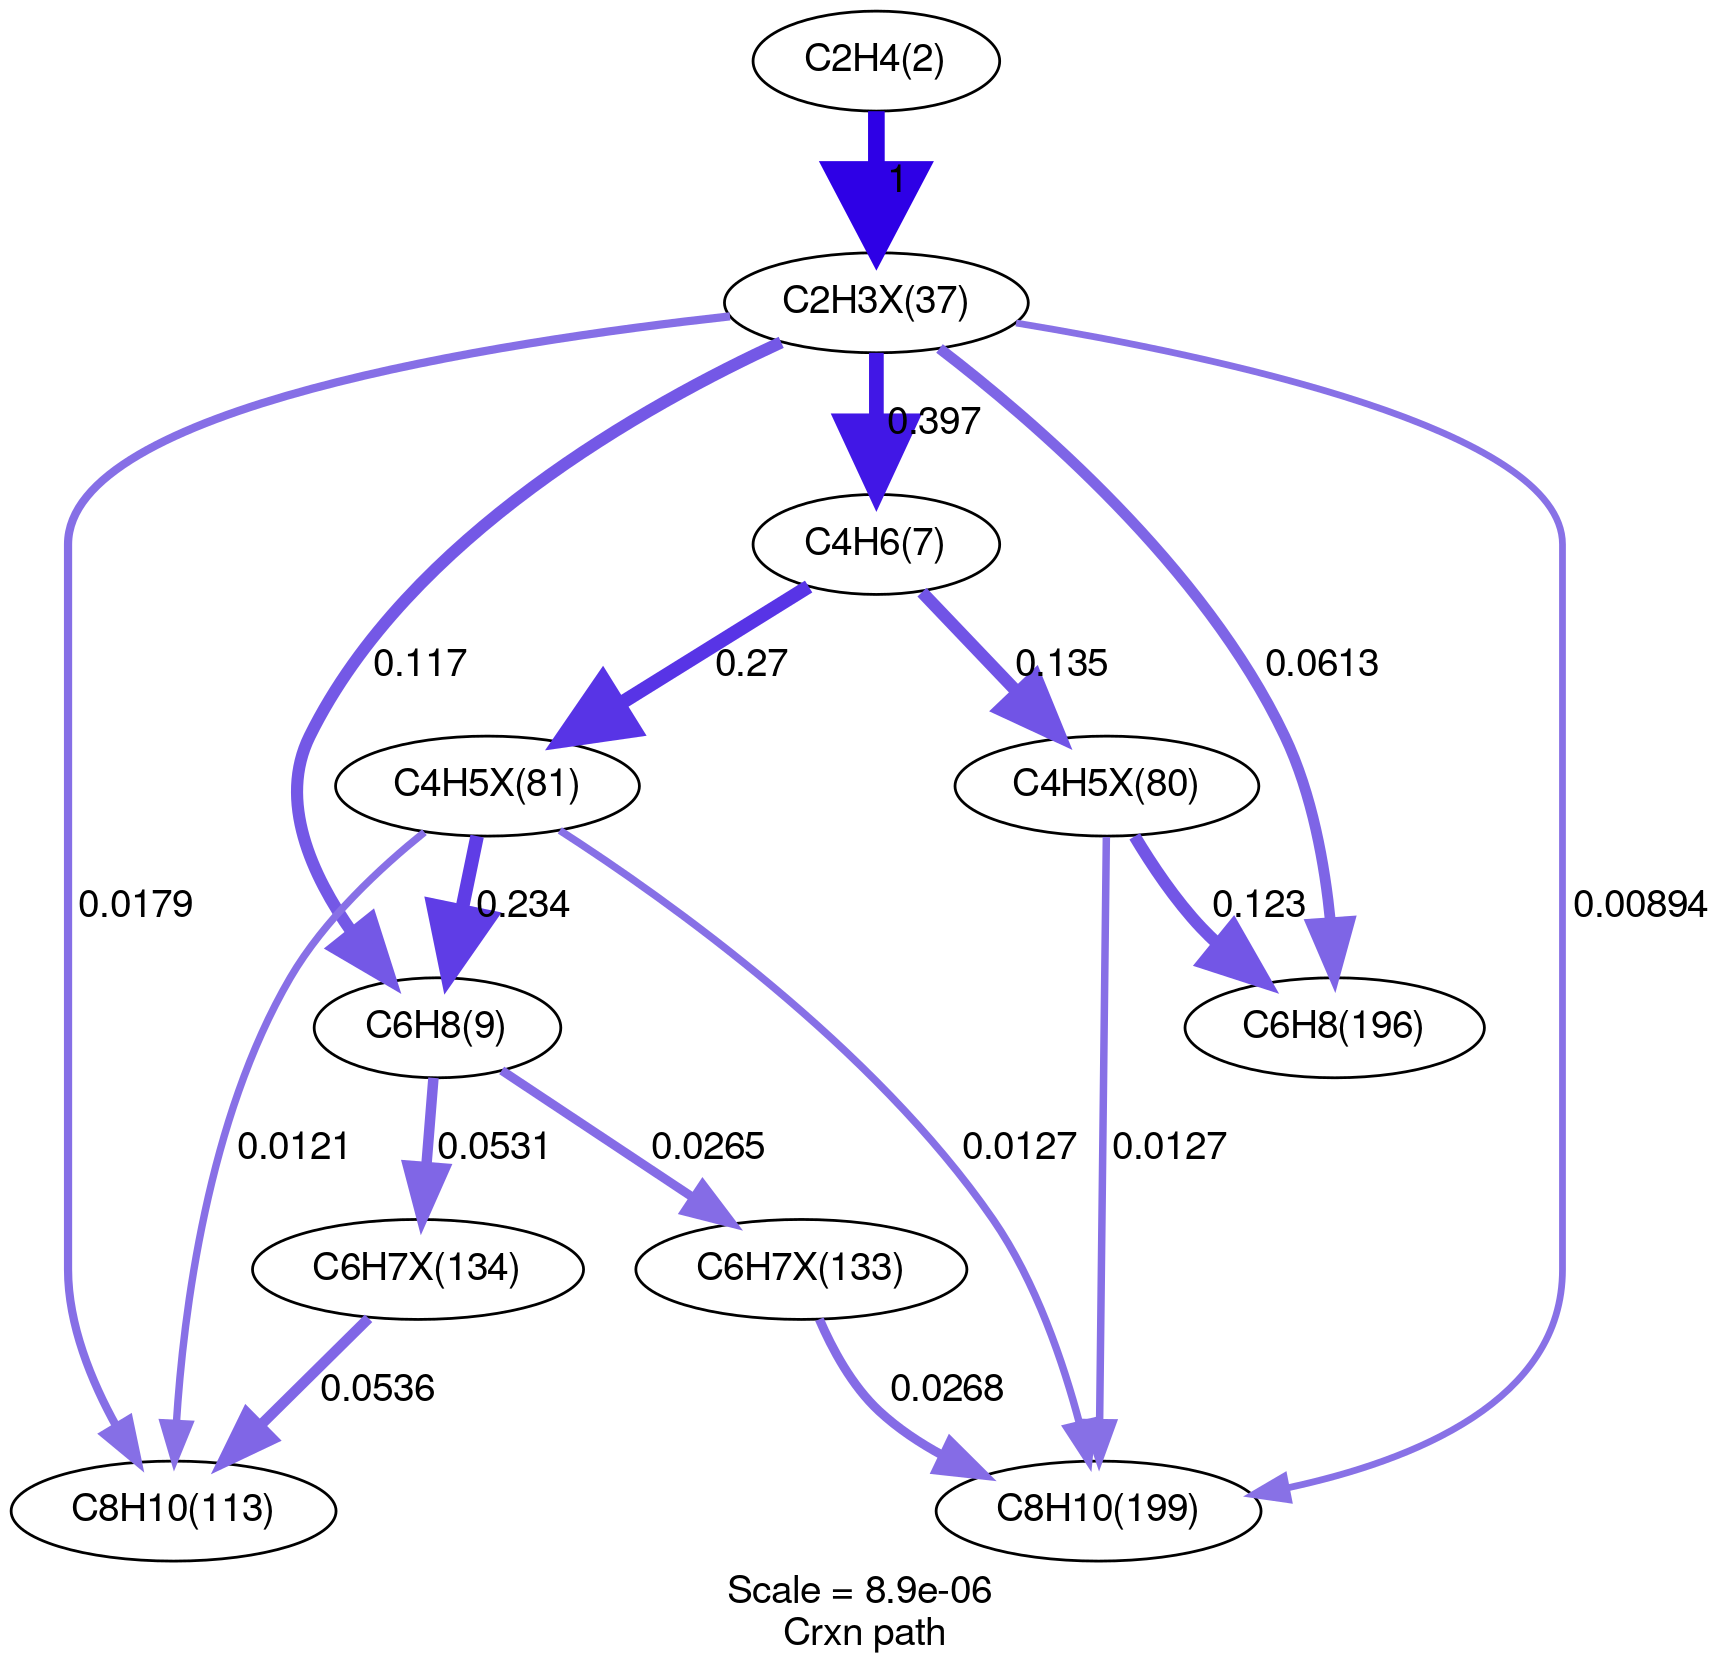 C2H4(2)
1
C2H3X(37)
0.397
C4H6(7)
0.117
0.27
0.135
0.0613
C4H5X(81)
C4H5X(80)
0.0179
0.234
0.123
0.00894
C6H8(9)
C6H8(196)
0.0121
0.0531
0.0265
0.0127
0.0127
C6H7X(134)
C6H7X(133)
0.0536
0.0268
C8H10(113)
C8H10(199)
Scale = 8.9e-06
Crxn path